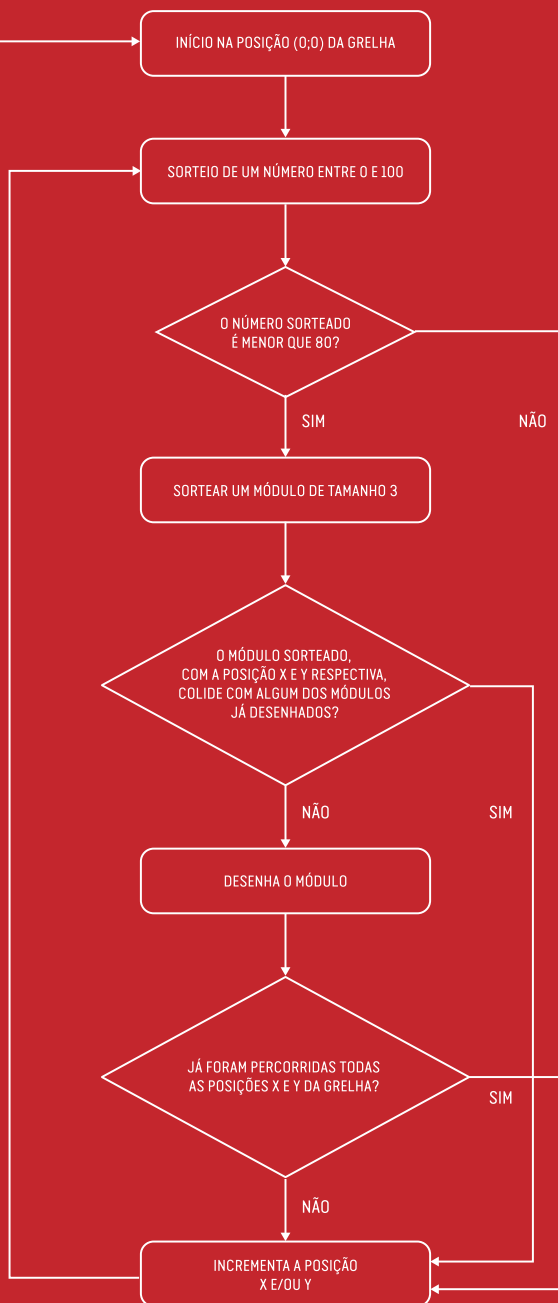 INÍCIO NA POSIÇÃO (0;0) DA GRELHA
SORTEIO DE UM NÚMERO ENTRE 0 E 100
O NÚMERO SORTEADO
É MENOR QUE 80?
SIM
NÃO
SORTEAR UM MÓDULO DE TAMANHO 3
O MÓDULO SORTEADO,
COM A POSIÇÃO X E Y RESPECTIVA,
COLIDE COM ALGUM DOS MÓDULOS
JÁ DESENHADOS?
NÃO
SIM
DESENHA O MÓDULO
JÁ FORAM PERCORRIDAS TODAS
AS POSIÇÕES X E Y DA GRELHA?
SIM
NÃO
INCREMENTA A POSIÇÃO
X E/OU Y